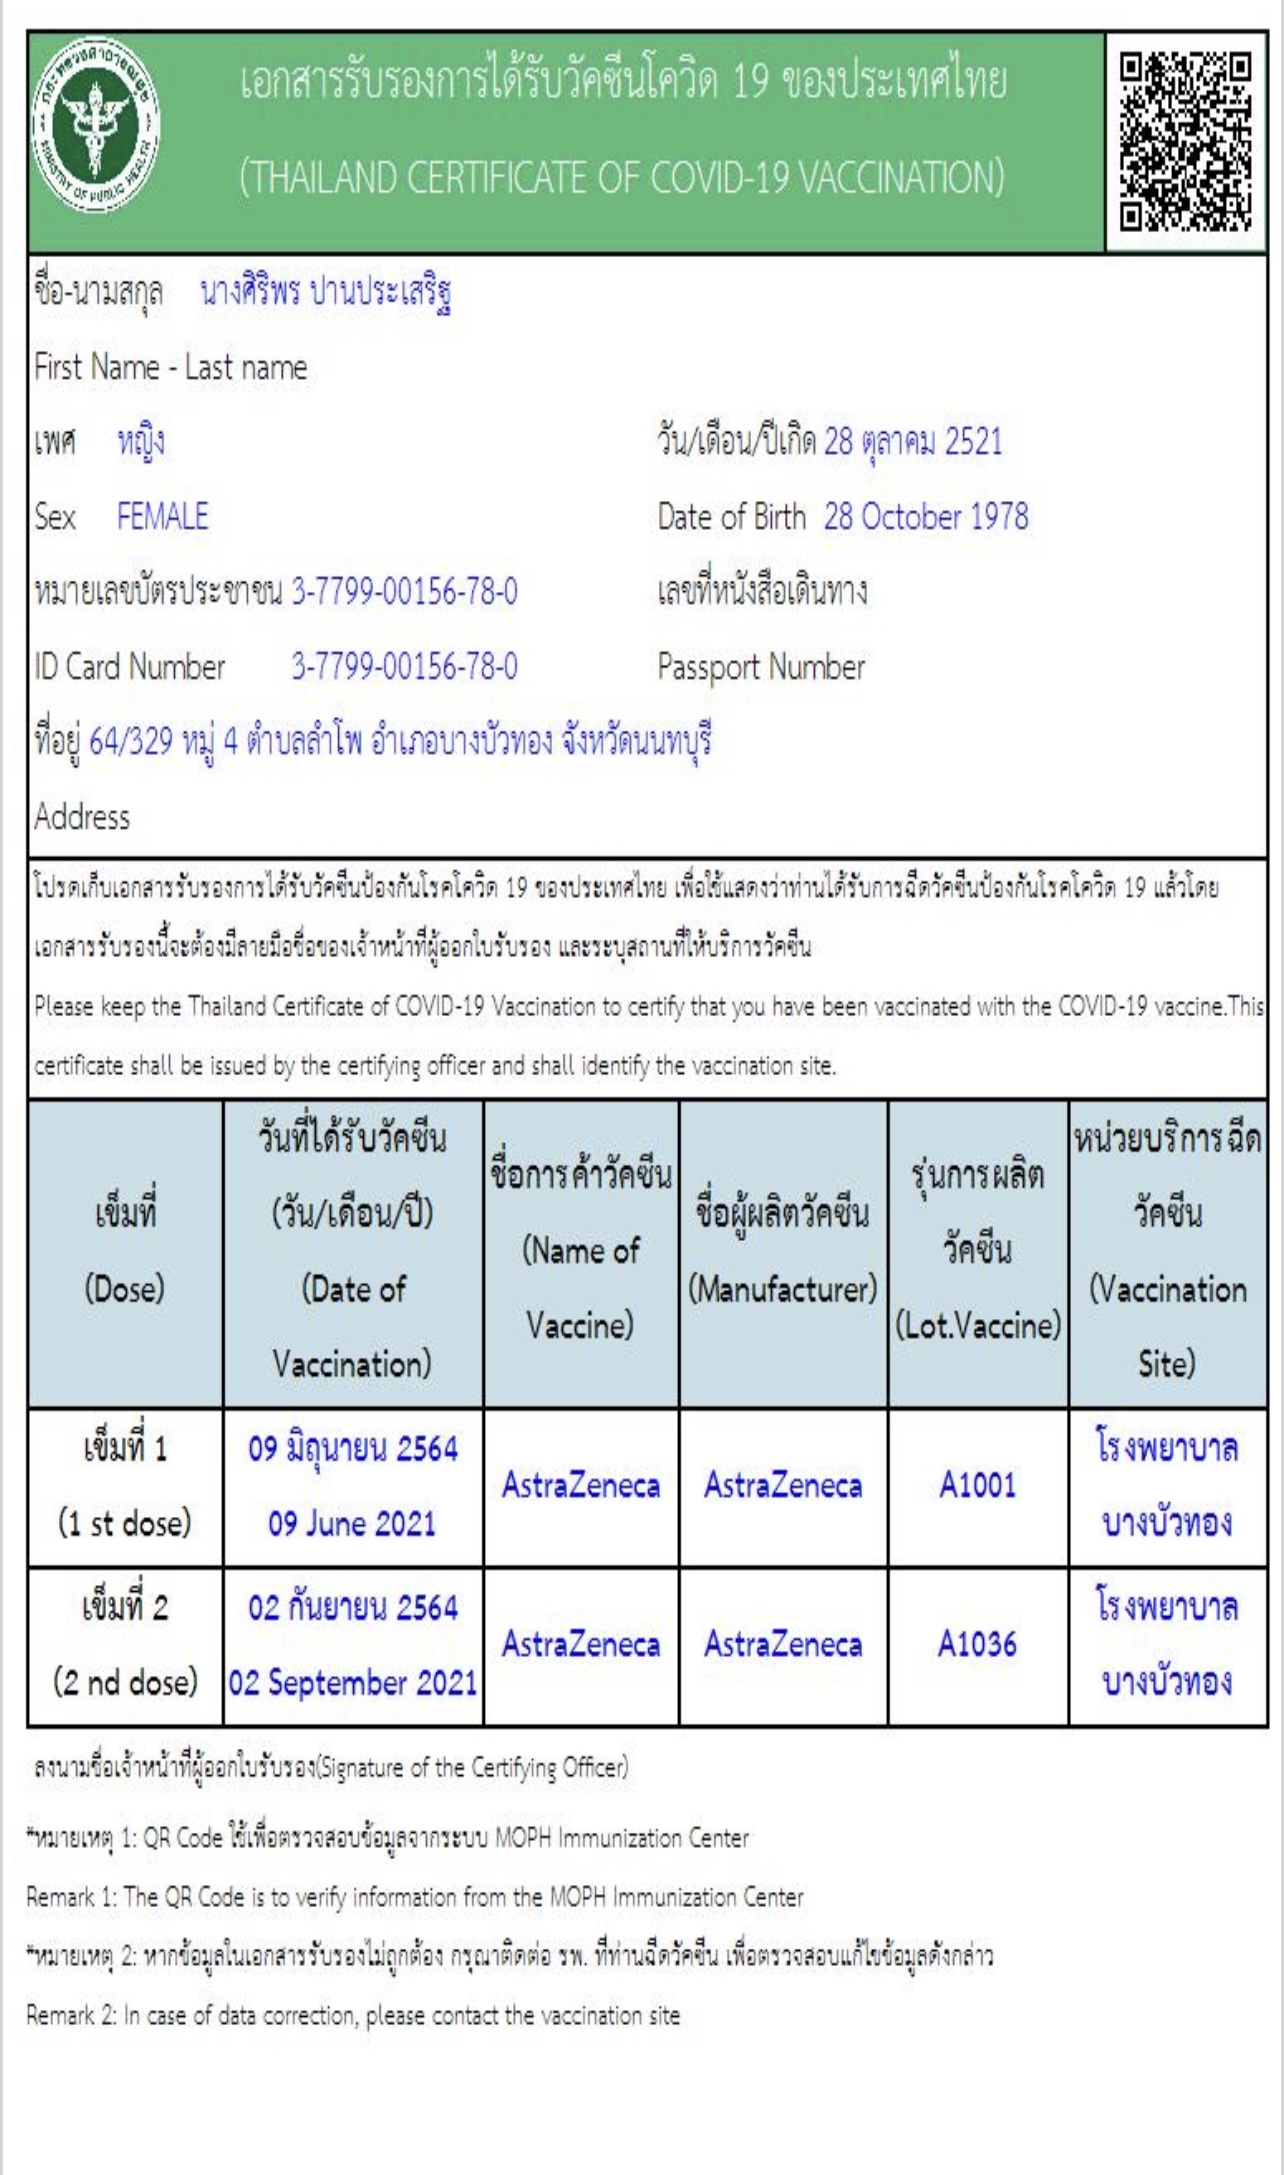 กระทรวงสาธารณสุข
MINISTRY OF PUBLIC HEALTH
เอกสารรับรองการได้รับวัคซีนโควิด 19 ของประเทศไทย
(THAILAND CERTIFICATE OF COVID-19 VACCINATION)
ชื่อ-นามสกุล นางศิริพร ปานประเสริฐ
First Name - Last name
เพศ หญิง วัน/เดือน/ปีเกิด 28 ตุลาคม 2521
Sex FEMALE Date of Birth 28 October 1978
หมายเลขบัตรประชาชน 3-7799-00156-78-0 เลขที่หนังสือเดินทาง
ID Card Number 3-7799-00156-78-0 Passport Number
ที่อยู่ 64/329 หมู่ 4 ตำบลลำโพ อำเภอบางบัวทอง จังหวัดนนทบุรี
Address
โปรดเก็บเอกสารรับรองการได้รับวัคซีนป้องกันโรคโควิด 19 ของประเทศไทย เพื่อใช้แสดงว่าท่านได้รับการฉีดวัคซีนป้องกันโรคโควิด 19 แล้วโดย
เอกสารรับรองนี้จะต้องมีลายมือชื่อของเจ้าหน้าที่ผู้ออกใบรับรอง และระบุสถานที่ให้บริการวัคซีน
Please keep the Thailand Certificate of COVID-19 Vaccination to certify that you have been vaccinated with the COVID-19 vaccine.This
certificate shall be issued by the certifying officer and shall identify the vaccination site.
เข็มที่
(Dose)
วันที่ได้รับวัคซีน
(วัน/เดือน/ปี)
(Date of
Vaccination)
ชื่อการค้าวัคซีน
(Name of
Vaccine)
ชื่อผู้ผลิตวัคซีน
(Manufacturer)
รุ่นการผลิต
วัคซีน
(Lot.Vaccine)
หน่วยบริการฉีด
วัคซีน
(Vaccination
Site)
เข็มที่ 1
(1 st dose)
09 มิถุนายน 2564
09 June 2021
AstraZeneca
AstraZeneca
A1001
โรงพยาบาล
บางบัวทอง
เข็มที่ 2
(2 nd dose)
02 กันยายน 2564
02 September 2021
AstraZeneca
AstraZeneca
A1036
โรงพยาบาล
บางบัวทอง
ลงนามชื่อเจ้าหน้าที่ผู้ออกใบรับรอง(Signature of the Certifying Officer)
*หมายเหตุ 1: QR Code ใช้เพื่อตรวจสอบข้อมูลจากระบบ MOPH Immunization Center
Remark 1: The QR Code is to verify information from the MOPH Immunization Center
*หมายเหตุ 2: หากข้อมูลในเอกสารรับรองไม่ถูกต้อง กรุณาติดต่อ รพ. ที่ท่านฉีดวัคซีน เพื่อตรวจสอบแก้ไขข้อมูลดังกล่าว
Remark 2: In case of data correction, please contact the vaccination site